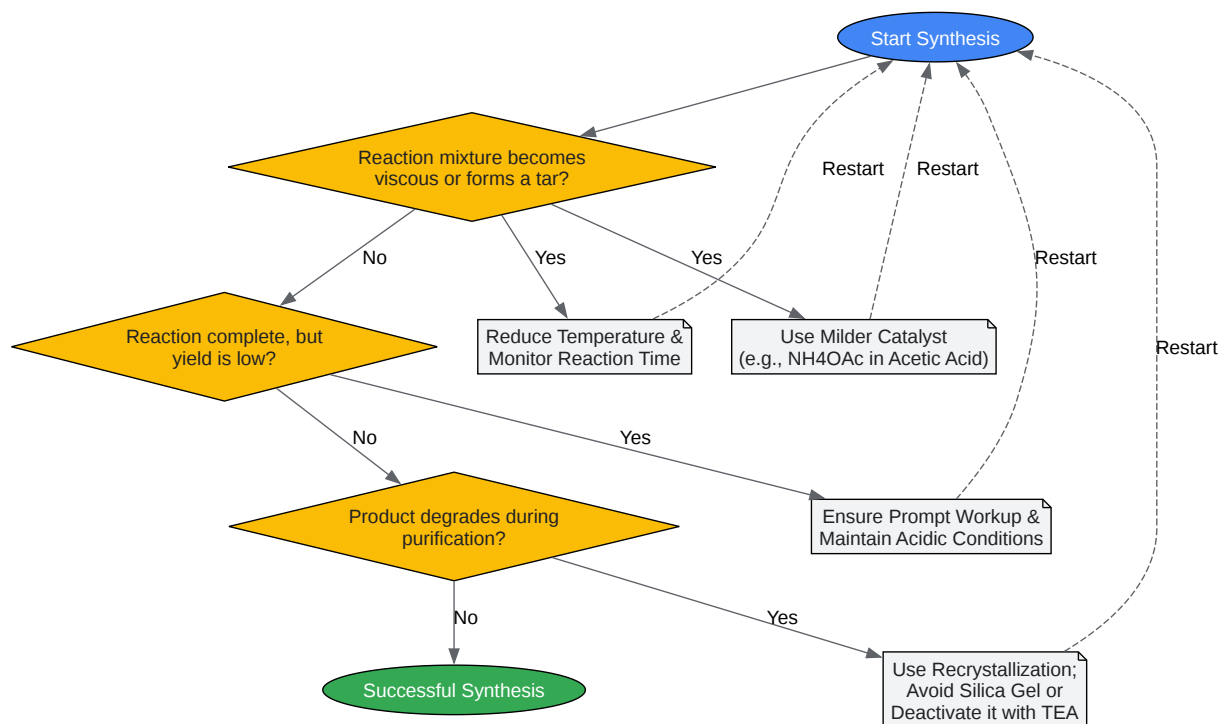 Start Synthesis
Reaction mixture becomes
viscous or forms a tar?
Restart
Restart
No
Yes
Yes
Restart
Reaction complete, but
yield is low?
Reduce Temperature &
Monitor Reaction Time
Use Milder Catalyst
(e.g., NH4OAc in Acetic Acid)
Restart
No
Yes
Product degrades during
purification?
Ensure Prompt Workup &
Maintain Acidic Conditions
No
Yes
Successful Synthesis
Use Recrystallization;
Avoid Silica Gel or
Deactivate it with TEA